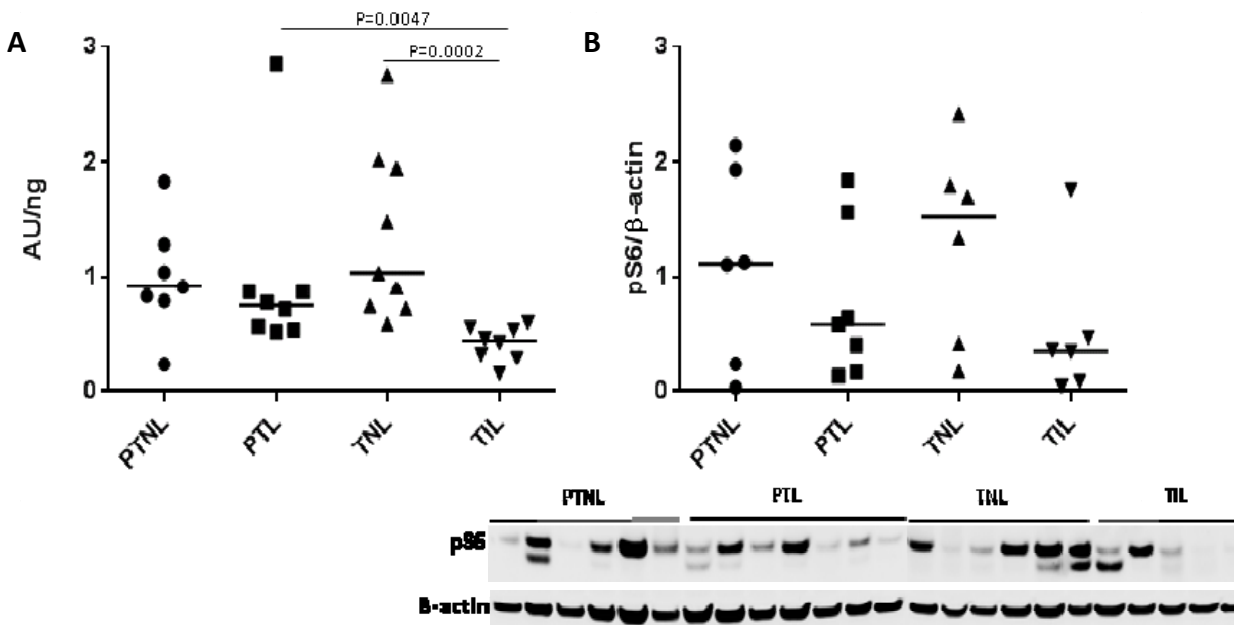 A
P=0.0047
P=0.0002
3
2
1
0
AU/ng
PTNL
PTL
TNL
TIL
B
3
2
1
0
pS6/β-actin
PTNL
PTL
TNL
TIL
PTNL
PTL
TNL
TIL
pS6
B-actin